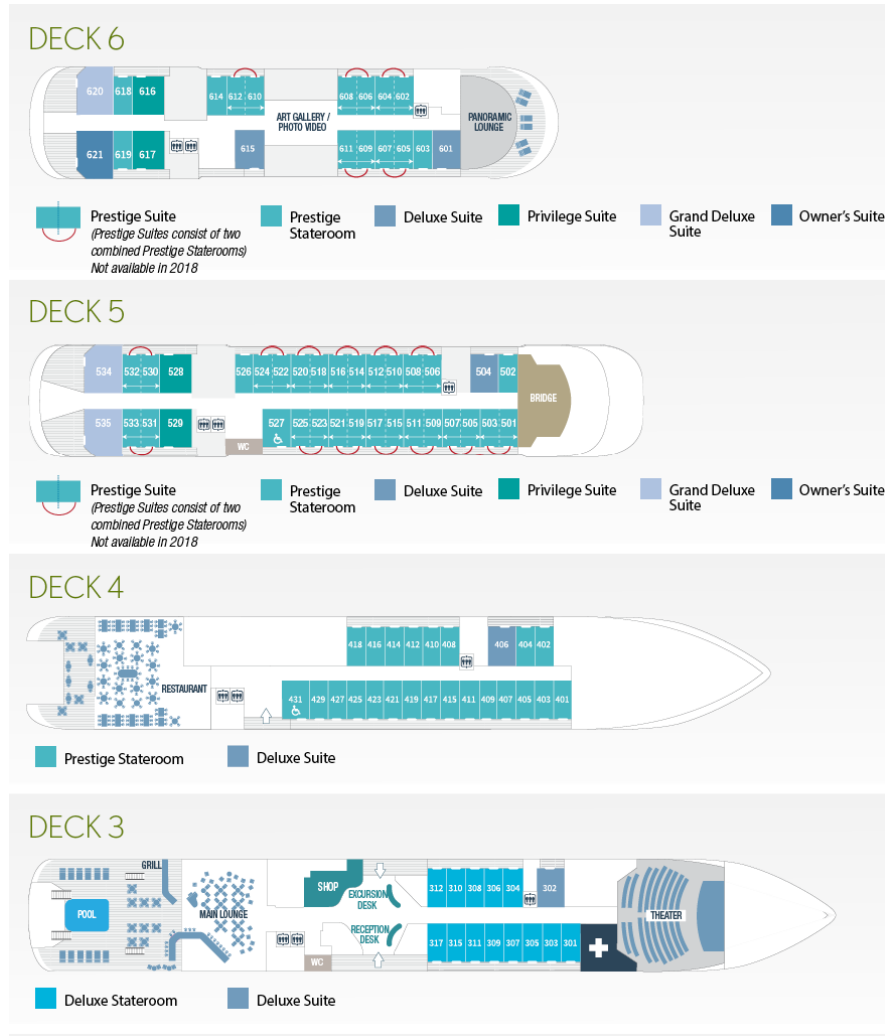 DECK 6
620 618 616 614 612 610 608 606 604 602
ART GALLERY /
PHOTO VIDEO
PANORAMIC
LOUNGE
621 619 617 615 611 609 607 605 603 601
Prestige Suite
(Prestige Suites consist of two
combined Prestige Staterooms)
Not available in 2018
Prestige
Stateroom
Deluxe Suite
Privilege Suite
Grand Deluxe
Suite
Owner's Suite
DECK 5
534 532 530 528 526 524 522 520 518 516 514 512 510 508 506 504 502
BRIDGE
535 533 531 529 527 525 523 521 519 517 515 511 509 507 505 503 501
WC
Prestige Suite
(Prestige Suites consist of two
combined Prestige Staterooms)
Not available in 2018
Prestige
Stateroom
Deluxe Suite
Privilege Suite
Grand Deluxe
Suite
Owner's Suite
DECK 4
418 416 414 412 410 408 406 404 402
RESTAURANT
431 429 427 425 423 421 419 417 415 411 409 407 405 403 401
Prestige Stateroom
Deluxe Suite
DECK 3
GRILL
SHOP
EXCURSION
DESK
312 310 308 306 304 302
POOL
MAIN LOUNGE
THEATER
RECEPTION
DESK
317 315 311 309 307 305 303 301
WC
Deluxe Stateroom
Deluxe Suite